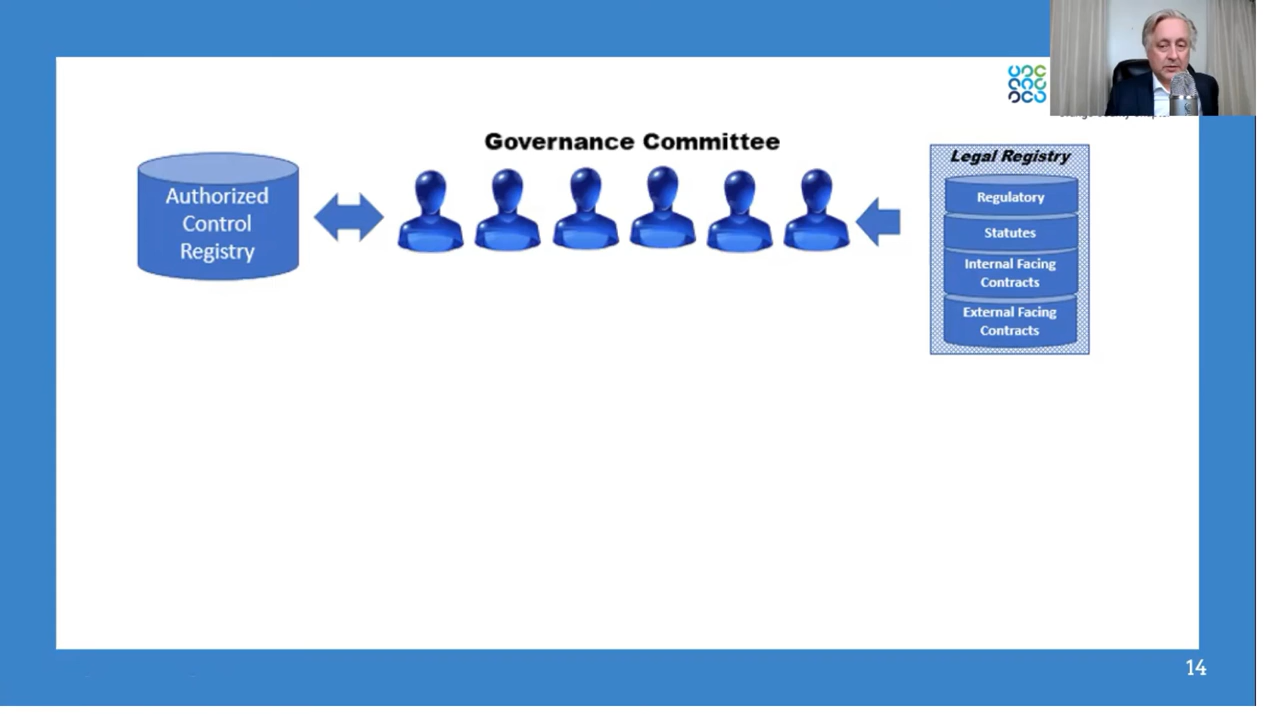 Governance Committee
Authorized
Control
Registry
Legal Registry
Regulatory
Statutes
Internal Facing
Contracts
External Facing
Contracts
14